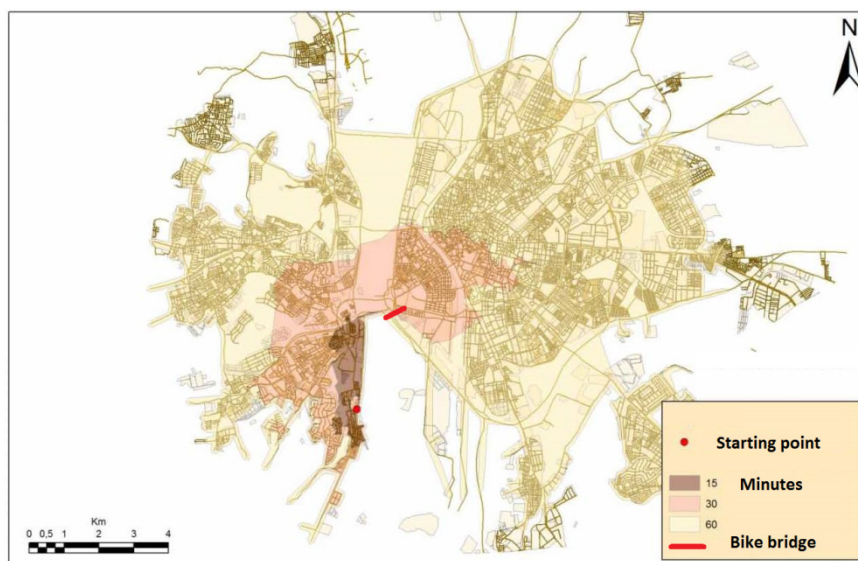 N
Km
0 0,5 1 2 3 4
Starting point
15 Minutes
30
60
Bike bridge